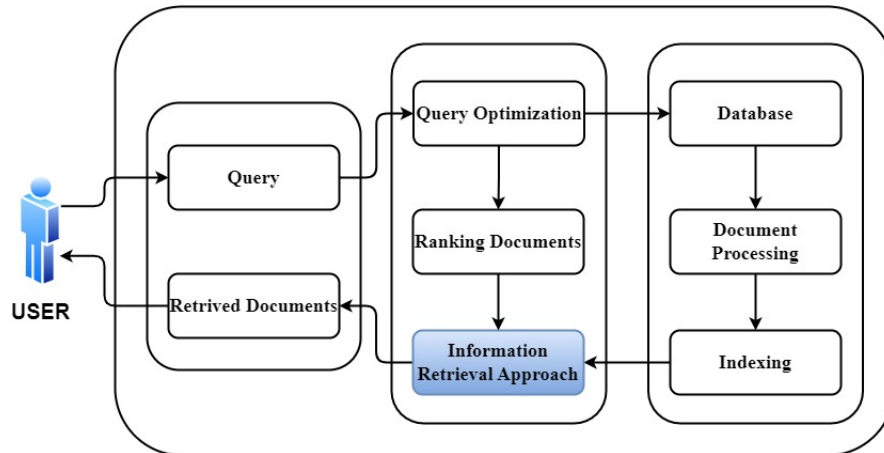 Query Optimization
Database
Query
Ranking Documents
Document
Processing
USER
Retrived Documents
Information
Retrieval Approach
Indexing